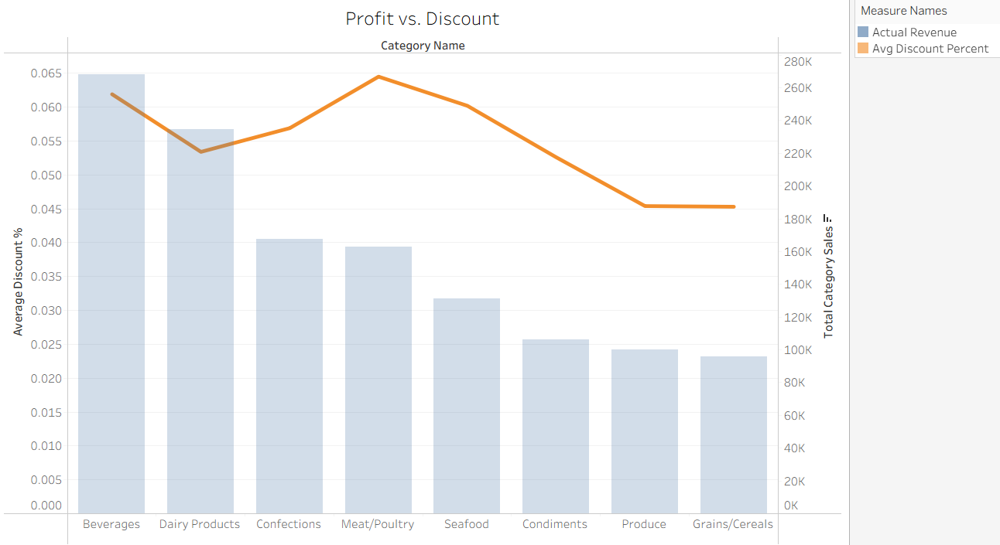 Profit vs. Discount
Category Name
Measure Names
Actual Revenue
Avg Discount Percent
Average Discount %
0.065
0.060
0.055
0.050
0.045
0.040
0.035
0.030
0.025
0.020
0.015
0.010
0.005
0.000
280K
260K
240K
220K
200K
180K
160K
140K
120K
100K
80K
60K
40K
20K
0K
Total Category Sales
Beverages
Dairy Products
Confections
Meat/Poultry
Seafood
Condiments
Produce
Grains/Cereals